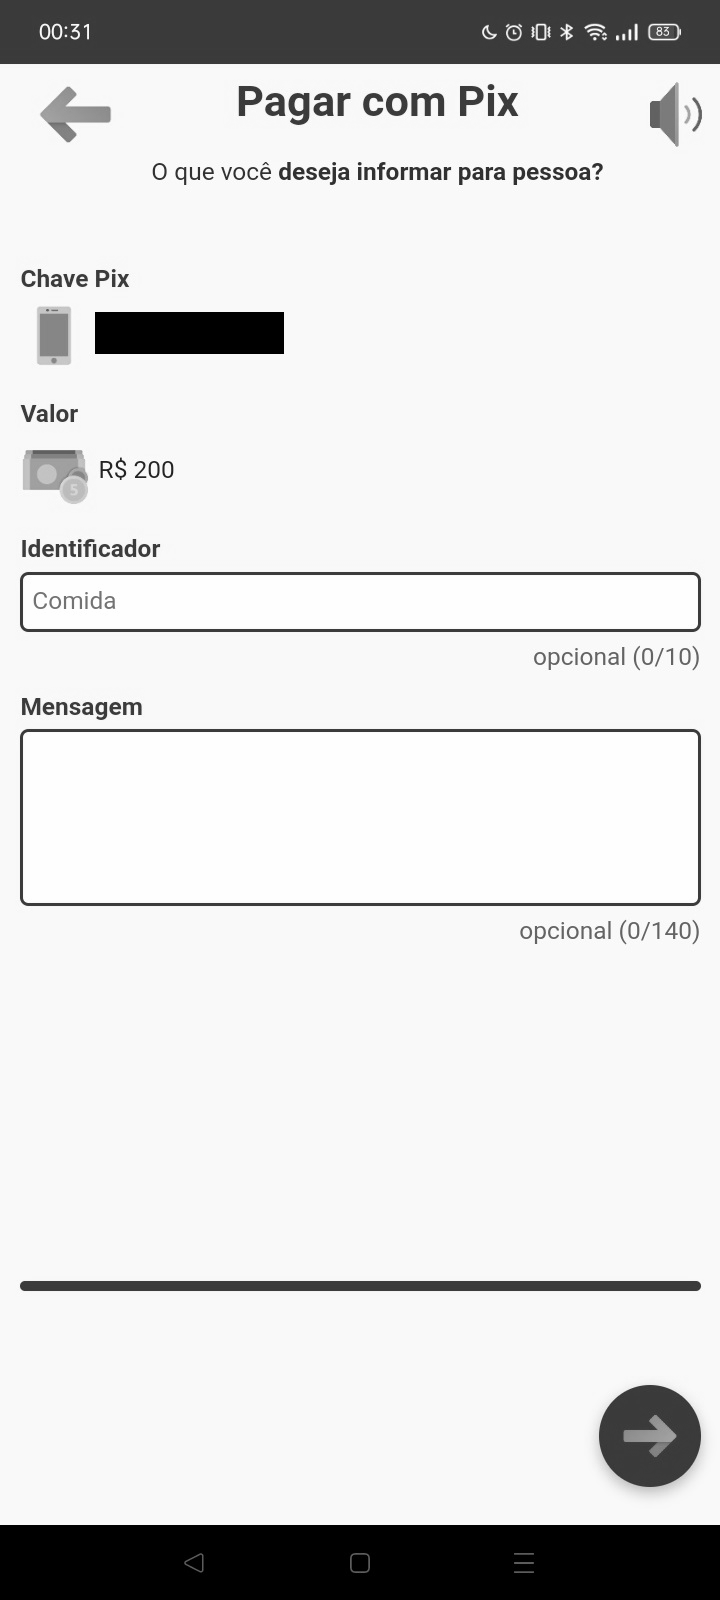 00:31
83
Pagar com Pix
O que você deseja informar para pessoa?
Chave Pix
Valor
R$ 200
Identificador
Comida
opcional (0/10)
Mensagem
opcional (0/140)